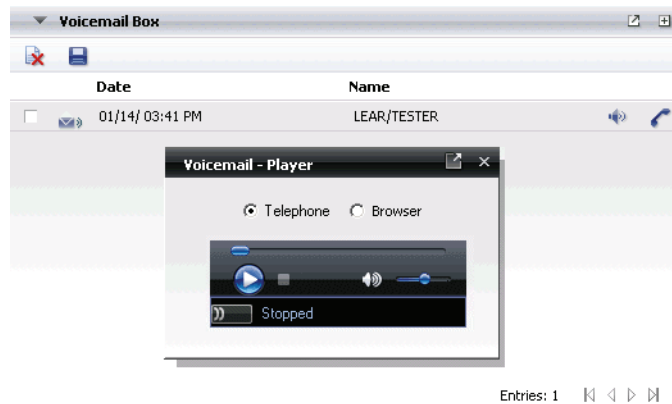 Voicemail Box
Date Name
01/14/ 03:41 PM LEAR/TESTER
Voicemail - Player
Telephone Browser
Stopped
Entries: 1